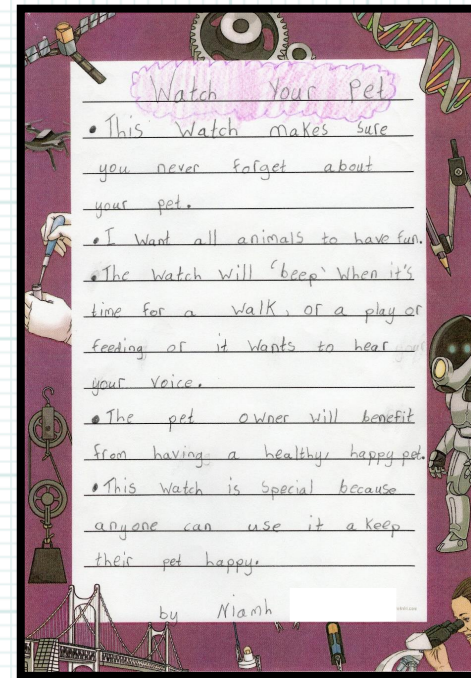 Watch Your Pet
• This Watch makes sure
you never forget about
your pet.
• I want all animals to have fun.
• The watch will 'beep' when it's
time for a walk, or a play or
feeding or it wants to hear your
your voice.
• The pet owner will benefit
from having a healthy, happy pet.
• This watch is special because
anyone can use it a keep
their pet happy.
by Niamh